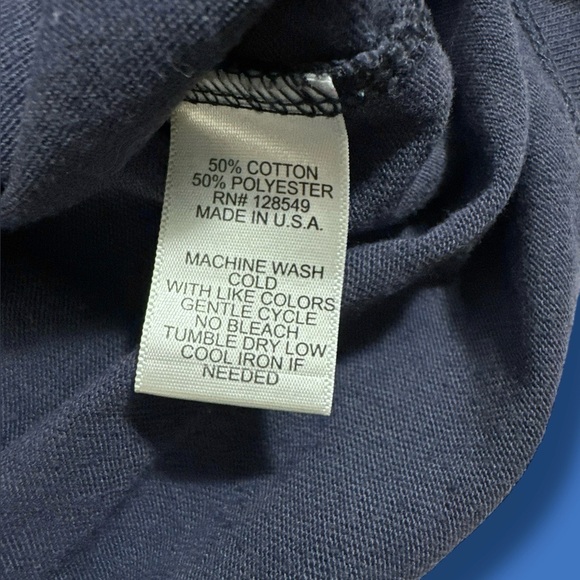 50% COTTON
50% POLYESTER
RN# 128549
MADE IN U.S.A.
MACHINE WASH
COLD
WITH LIKE COLORS
GENTLE CYCLE
NO BLEACH
TUMBLE DRY LOW
COOL IRON IF
NEEDED